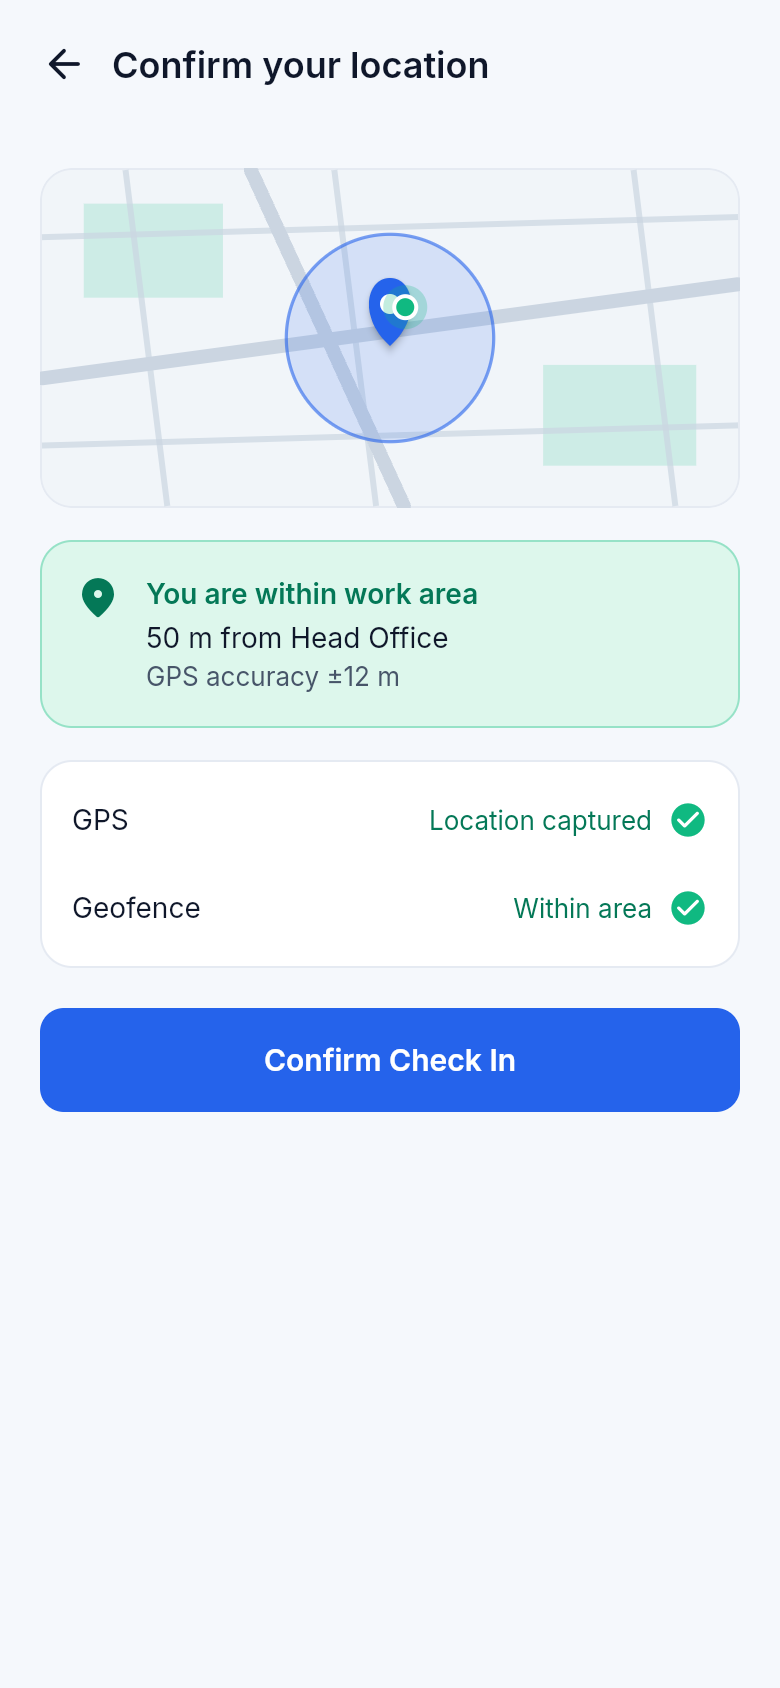 Confirm your location
You are within work area
50 m from Head Office
GPS accuracy ±12 m
GPS Location captured
Geofence Within area
Confirm Check In